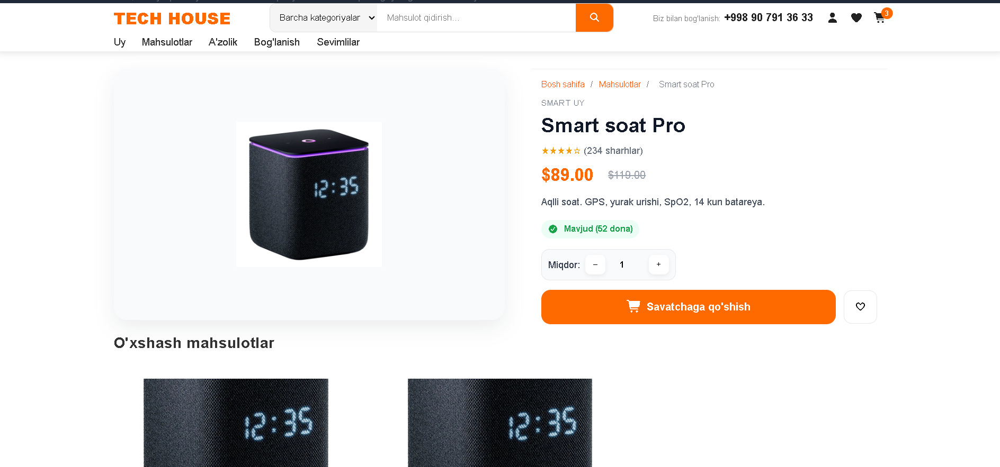 TECH HOUSE
Barcha kategoriyalar
Mahsulot qidirish...
Biz bilan bog'lanish: +998 90 791 36 33
3
Uy Mahsulotlar A'zolik Bog'lanish Sevimlilar
Bosh sahifa / Mahsulotlar / Smart soat Pro
SMART UY
Smart soat Pro
★★★★☆ (234 sharhlar)
$89.00 $119.00
Aqlli soat. GPS, yurak urishi, SpO2, 14 kun batareya.
Mavjud (52 dona)
Miqdor: − 1 +
Savatchaga qo'shish
12:35
O'xshash mahsulotlar
12:35
12:35